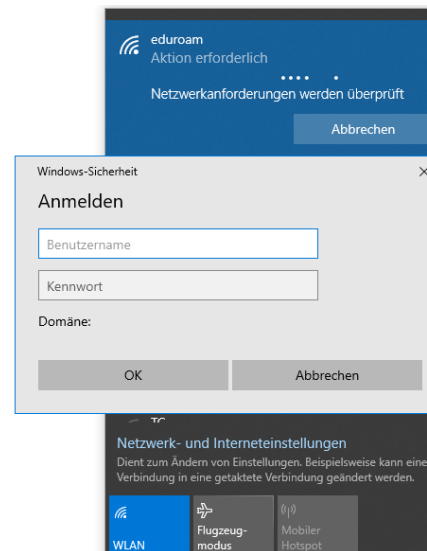 eduroam
Aktion erforderlich
Netzwerkanforderungen werden überprüft
Abbrechen
Windows-Sicherheit
Anmelden
Benutzername
Kennwort
Domäne:
OK
Abbrechen
Netzwerk- und Interneteinstellungen
Dient zum Ändern von Einstellungen. Beispielsweise kann eine
Verbindung in eine getaktete Verbindung geändert werden.
WLAN
Flugzeug-
modus
Mobiler
Hotspot